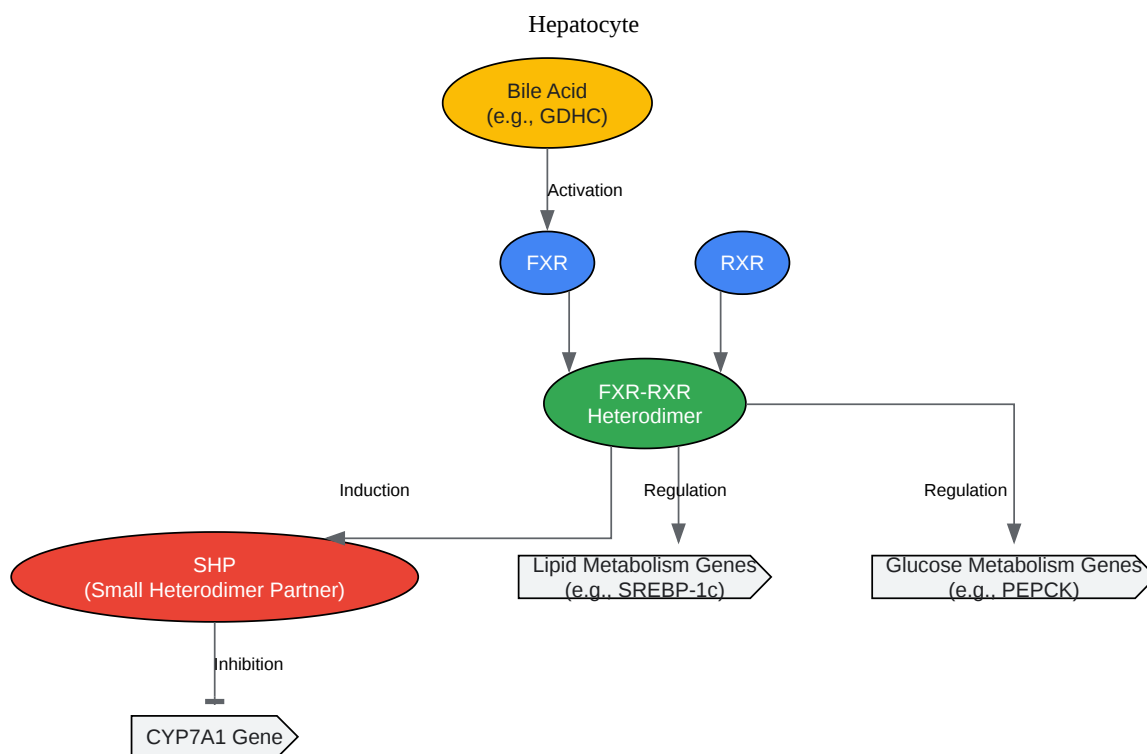 Hepatocyte
Bile Acid
(e.g., GDHC)
Activation
FXR
RXR
FXR-RXR
Heterodimer
Induction
Regulation
Regulation
SHP
(Small Heterodimer Partner)
Lipid Metabolism Genes
(e.g., SREBP-1c)
Glucose Metabolism Genes
(e.g., PEPCK)
Inhibition
CYP7A1 Gene